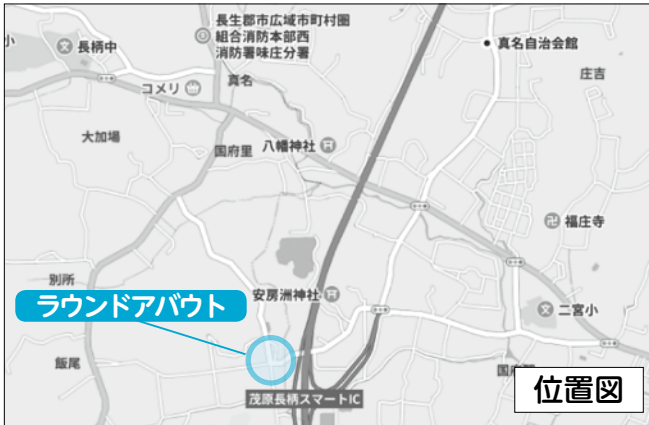 小
長柄中
長生郡市広域市町村圏
組合消防本部西
消防署味庄分署
真名自治会館
真名
コメリ
庄吉
大加場
国府里
八幡神社
福庄寺
別所
安房洲神社
ラウンドアバウト
二宮小
飯尾
茂原長柄スマートIC
位置図